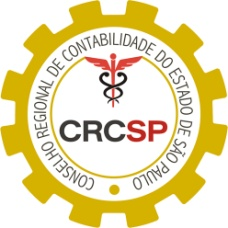 CONSELHO REGIONAL DE CONTABILIDADE DO ESTADO DE SÃO PAULO
CRCSP